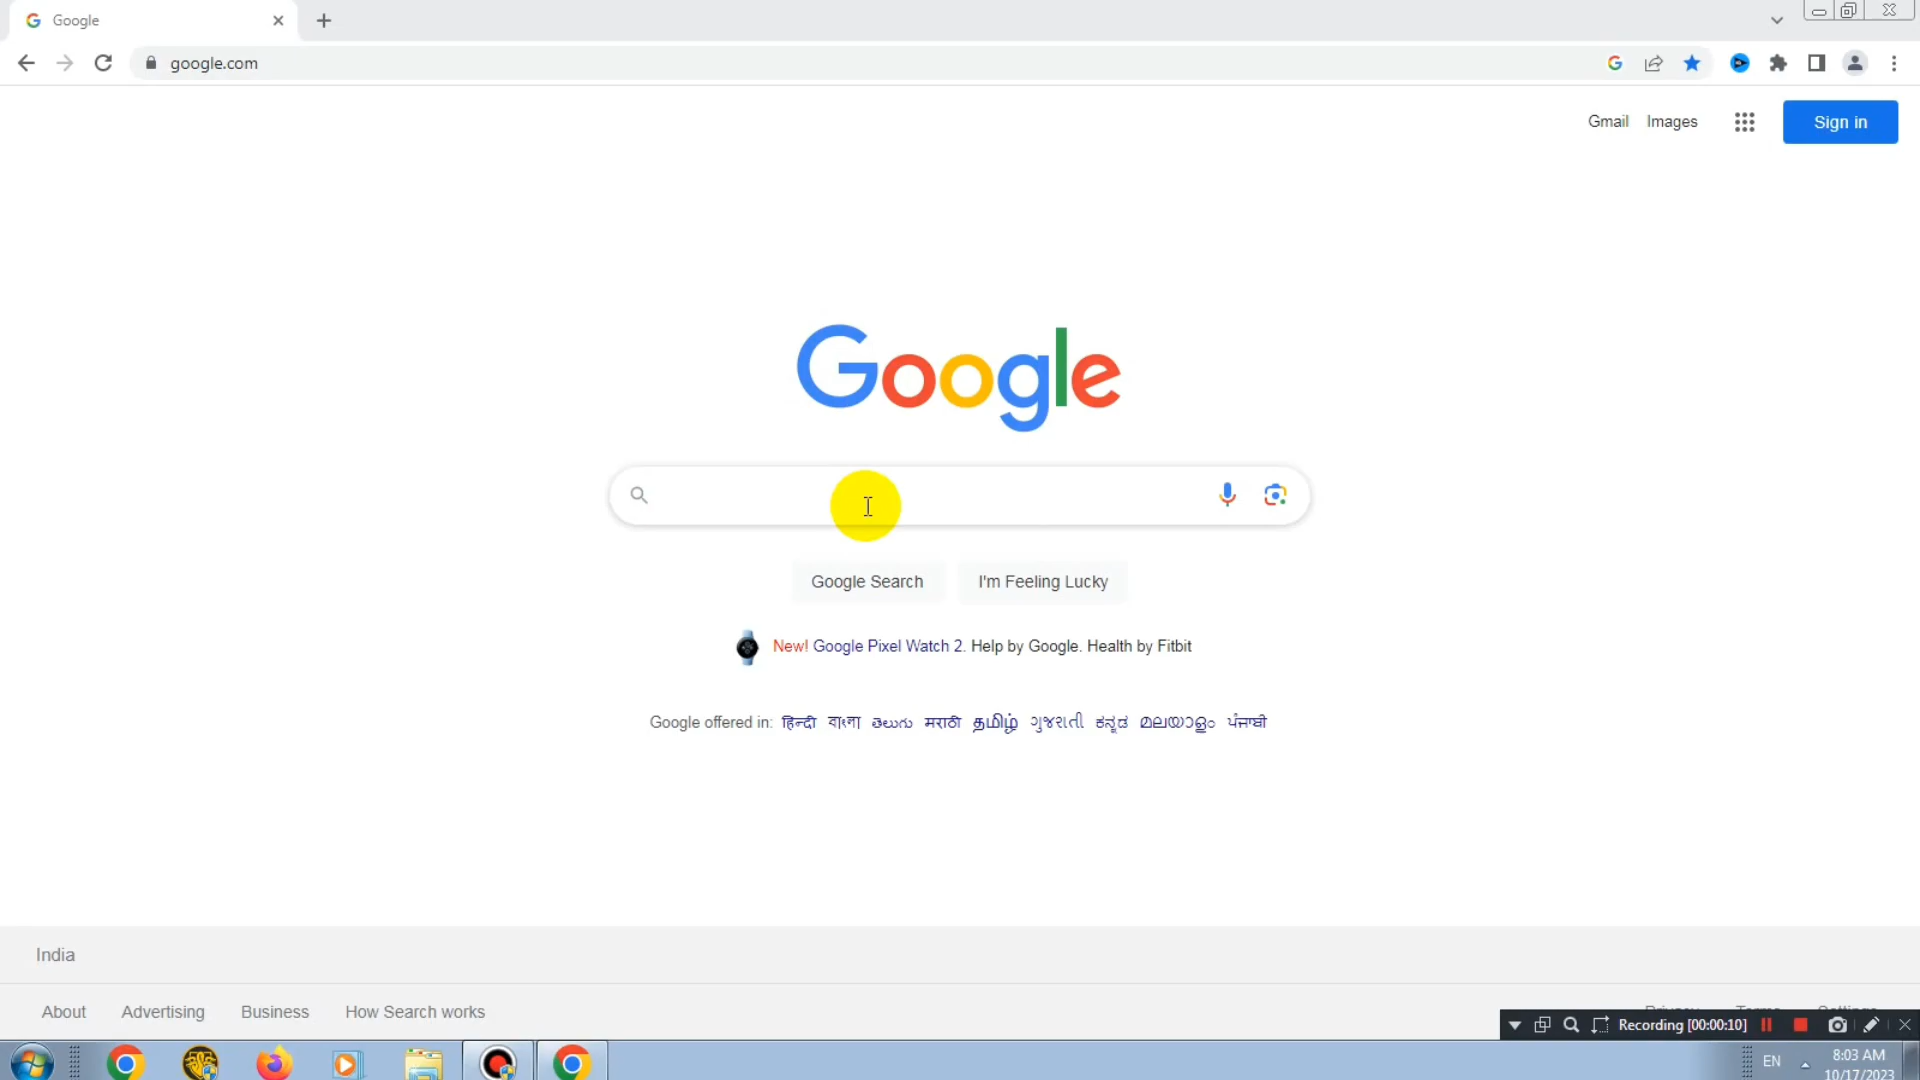 Google
google.com
Gmail Images Sign in
Google
Google Search I'm Feeling Lucky
New! Google Pixel Watch 2. Help by Google. Health by Fitbit
Google offered in: हिन्दी বাংলা తెలుగు मराठी தமிழ் ગુજરાતી ಕನ್ನಡ മലയാളം ਪੰਜਾਬੀ
India
About Advertising Business How Search works
Recording [00:00:10]
EN 8:03 AM
10/17/2023